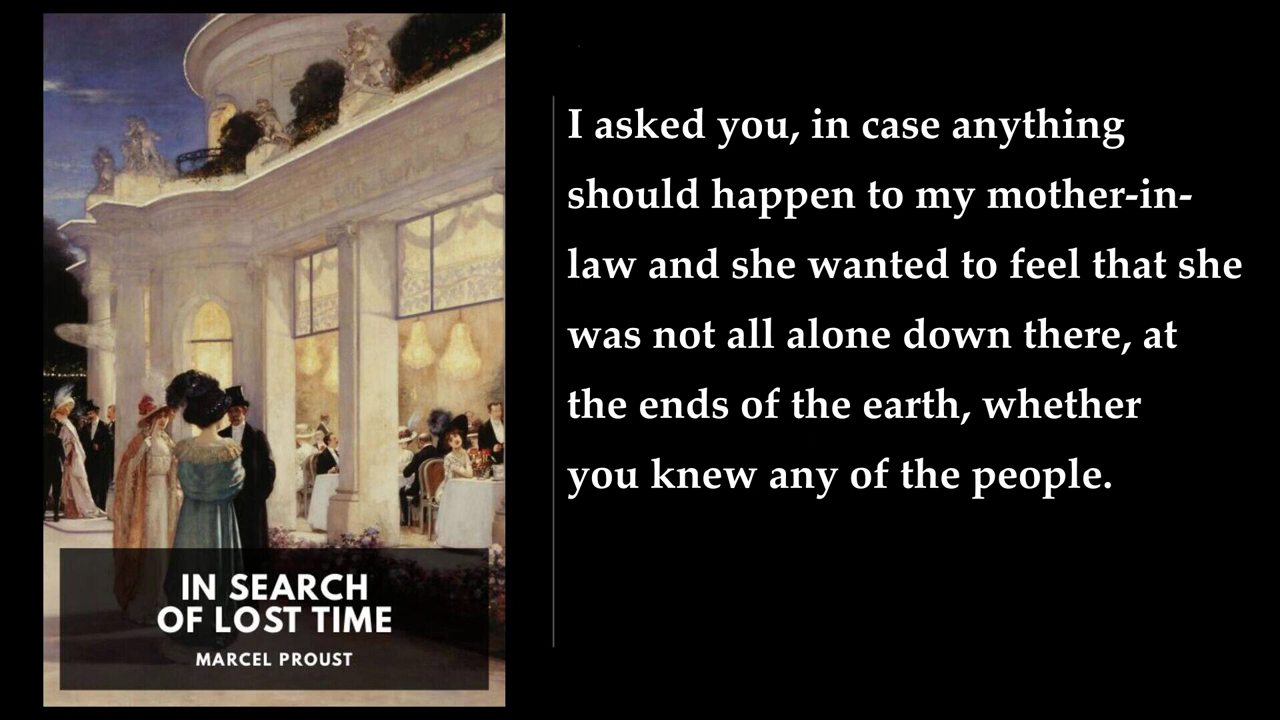 IN SEARCH
OF LOST TIME
MARCEL PROUST
I asked you, in case anything
should happen to my mother-in-
law and she wanted to feel that she
was not all alone down there, at
the ends of the earth, whether
you knew any of the people.